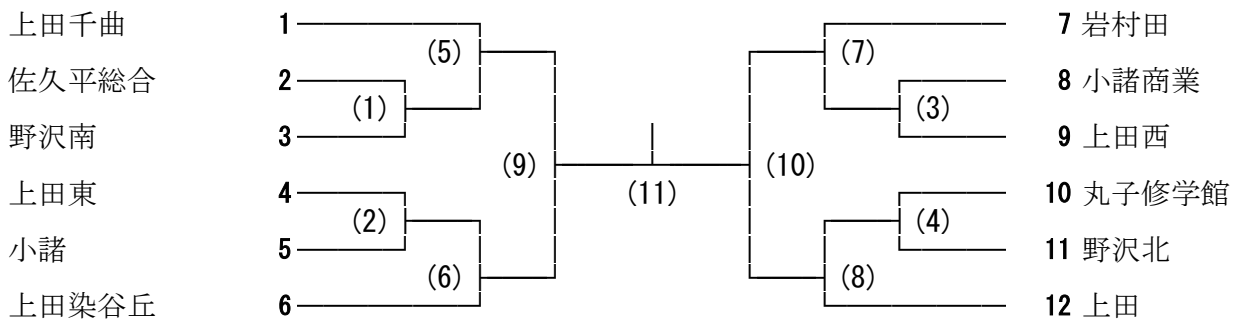 上田千曲 1
(5)
佐久平総合 2
(1)
野沢南 3
(9)
上田東 4
(2)
小諸 5
(6)
上田染谷丘 6
(11)
7 岩村田
(7)
8 小諸商業
(3)
9 上田西
(10)
10 丸子修学館
(4)
11 野沢北
(8)
12 上田